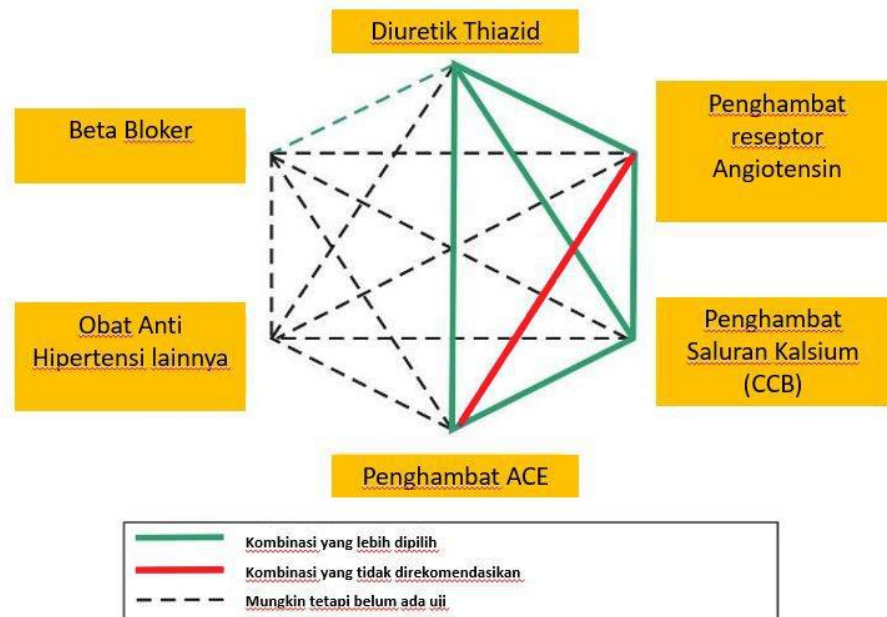 Diuretik Thiazid
Beta Bloker
Penghambat
reseptor
Angiotensin
Obat Anti
Hipertensi lainnya
Penghambat
Saluran Kalsium
(CCB)
Penghambat ACE
Kombinasi yang lebih dipilih
Kombinasi yang tidak direkomendasikan
Mungkin tetapi belum ada uji